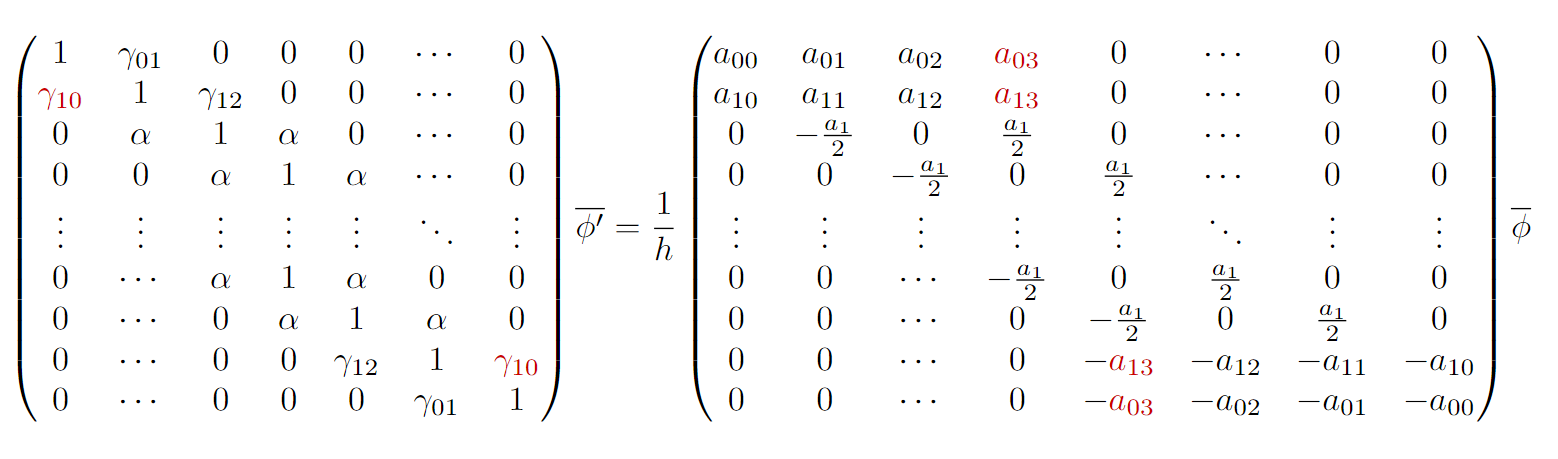 1 γ₀₁ 0 0 0 ⋯ 0 a₀₀ a₀₁ a₀₂ a₀₃ 0 ⋯ 0 0
γ₁₀ 1 γ₁₂ 0 0 ⋯ 0 a₁₀ a₁₁ a₁₂ a₁₃ 0 ⋯ 0 0
0 α 1 α 0 ⋯ 0 0 -a₁/2 0 a₁/2 0 ⋯ 0 0
0 0 α 1 α ⋯ 0 0 0 -a₁/2 0 a₁/2 ⋯ 0 0
⋮ ⋮ ⋮ ⋮ ⋮ ⋱ ⋮ \overline{ϕ′} = 1/h ⋮ ⋮ ⋮ ⋮ ⋮ ⋱ ⋮ ⋮ \overline{ϕ}
0 ⋯ α 1 α 0 0 0 0 ⋯ -a₁/2 0 a₁/2 0 0
0 ⋯ 0 α 1 α 0 0 0 ⋯ 0 -a₁/2 0 a₁/2 0
0 ⋯ 0 0 γ₁₂ 1 γ₁₀ 0 0 ⋯ 0 -a₁₃ -a₁₂ -a₁₁ -a₁₀
0 ⋯ 0 0 0 γ₀₁ 1 0 0 ⋯ 0 -a₀₃ -a₀₂ -a₀₁ -a₀₀